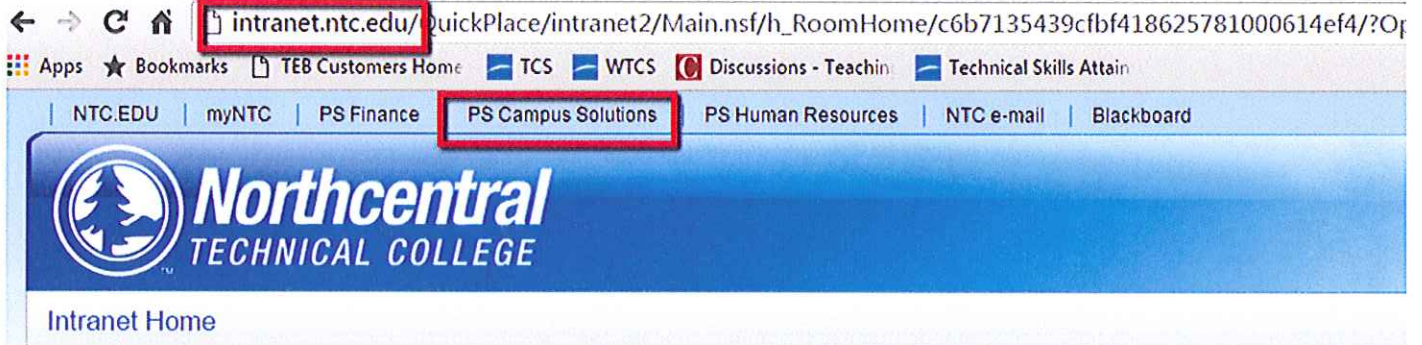 intranet.ntc.edu/QuickPlace/intranet2/Main.nsf/h_RoomHome/c6b7135439cfbf418625781000614ef4/?Op
Apps Bookmarks TEB Customers Home TCS WTCS Discussions - Teachin Technical Skills Attain
| NTC.EDU | myNTC | PS Finance PS Campus Solutions PS Human Resources | NTC e-mail | Blackboard
Northcentral
TECHNICAL COLLEGE
TM
Intranet Home